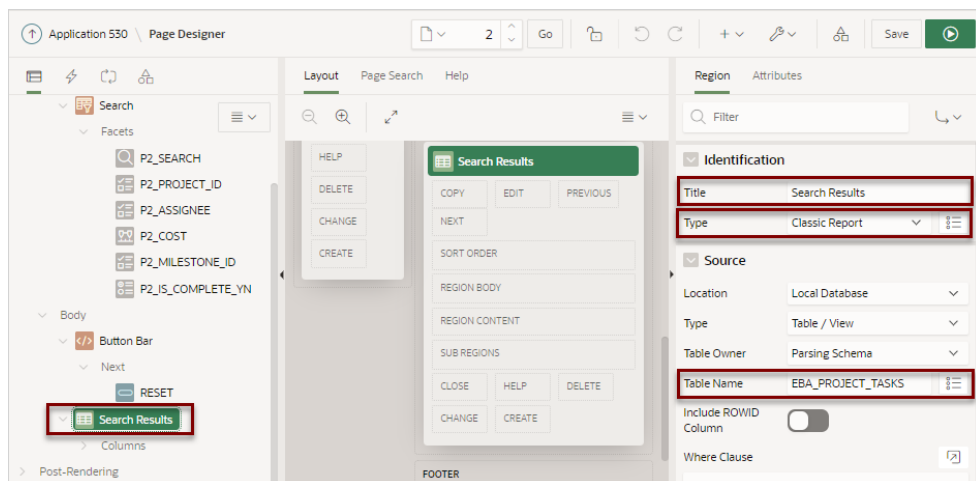 Application 530 \ Page Designer
2
Go
Save
Search
Facets
P2_SEARCH
P2_PROJECT_ID
P2_ASSIGNEE
P2_COST
P2_MILESTONE_ID
P2_IS_COMPLETE_YN
Body
Button Bar
Next
RESET
Search Results
Columns
Post-Rendering
Layout Page Search Help
HELP
DELETE
CHANGE
CREATE
Search Results
COPY EDIT PREVIOUS
NEXT
SORT ORDER
REGION BODY
REGION CONTENT
SUB REGIONS
CLOSE HELP DELETE
CHANGE CREATE
FOOTER
Region Attributes
Filter
Identification
Title Search Results
Type Classic Report
Source
Location Local Database
Type Table / View
Table Owner Parsing Schema
Table Name EBA_PROJECT_TASKS
Include ROWID
Column
Where Clause